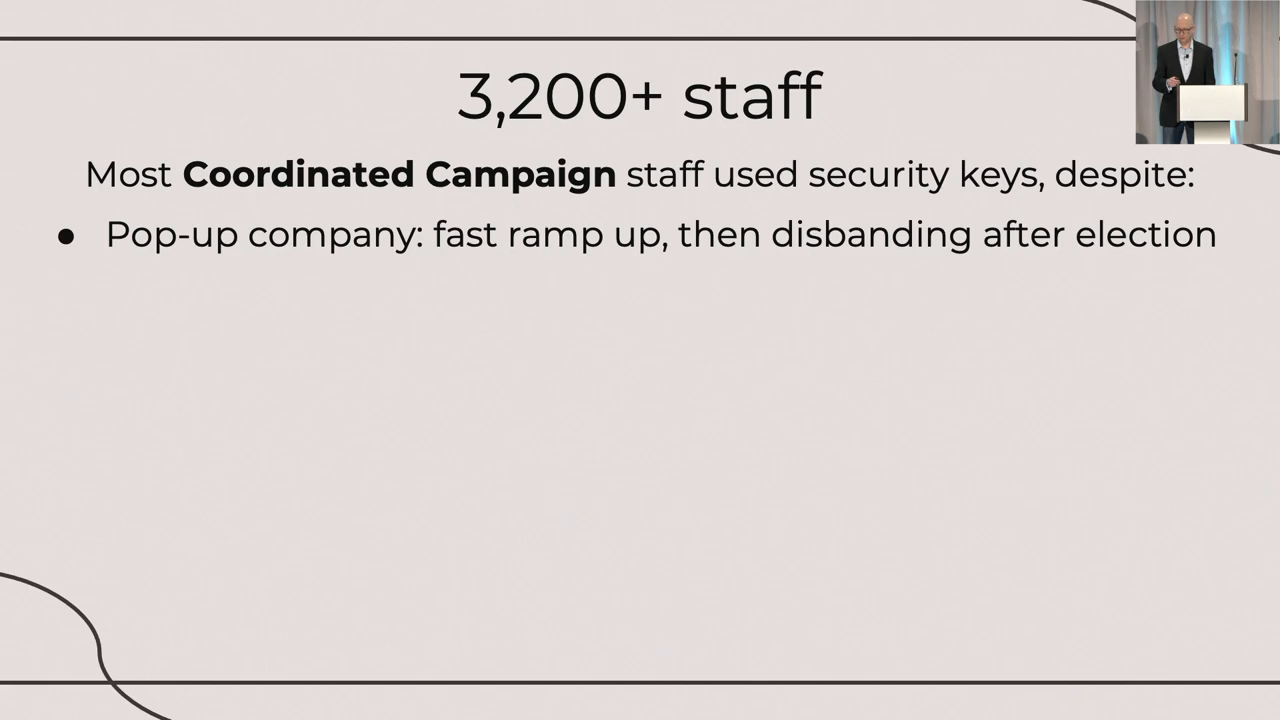 3,200+ staff
Most Coordinated Campaign staff used security keys, despite:
● Pop-up company: fast ramp up, then disbanding after election